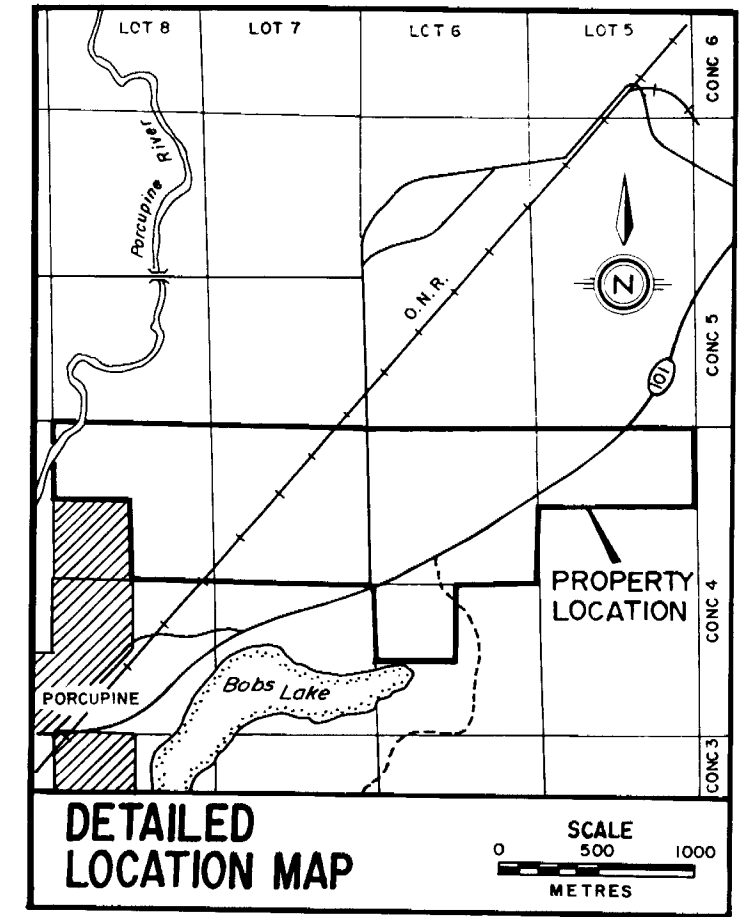 LOT 8
LOT 7
LOT 6
LOT 5
CONC 6
Porcupine River
O.N.R.
N
CONC 5
101
PROPERTY
LOCATION
CONC 4
PORCUPINE
Bobs Lake
CONC 3
DETAILED
LOCATION MAP
SCALE
0 500 1000
METRES